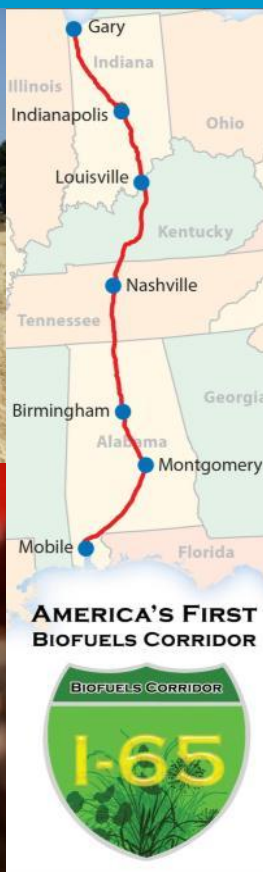 Gary
Indiana
Illinois
Indianapolis
Ohio
Louisville
Kentucky
Nashville
Tennessee
Georgia
Birmingham
Alabama
Montgomery
Mobile
Florida
AMERICA'S FIRST
BIOFUELS CORRIDOR
BIOFUELS CORRIDOR
I-65